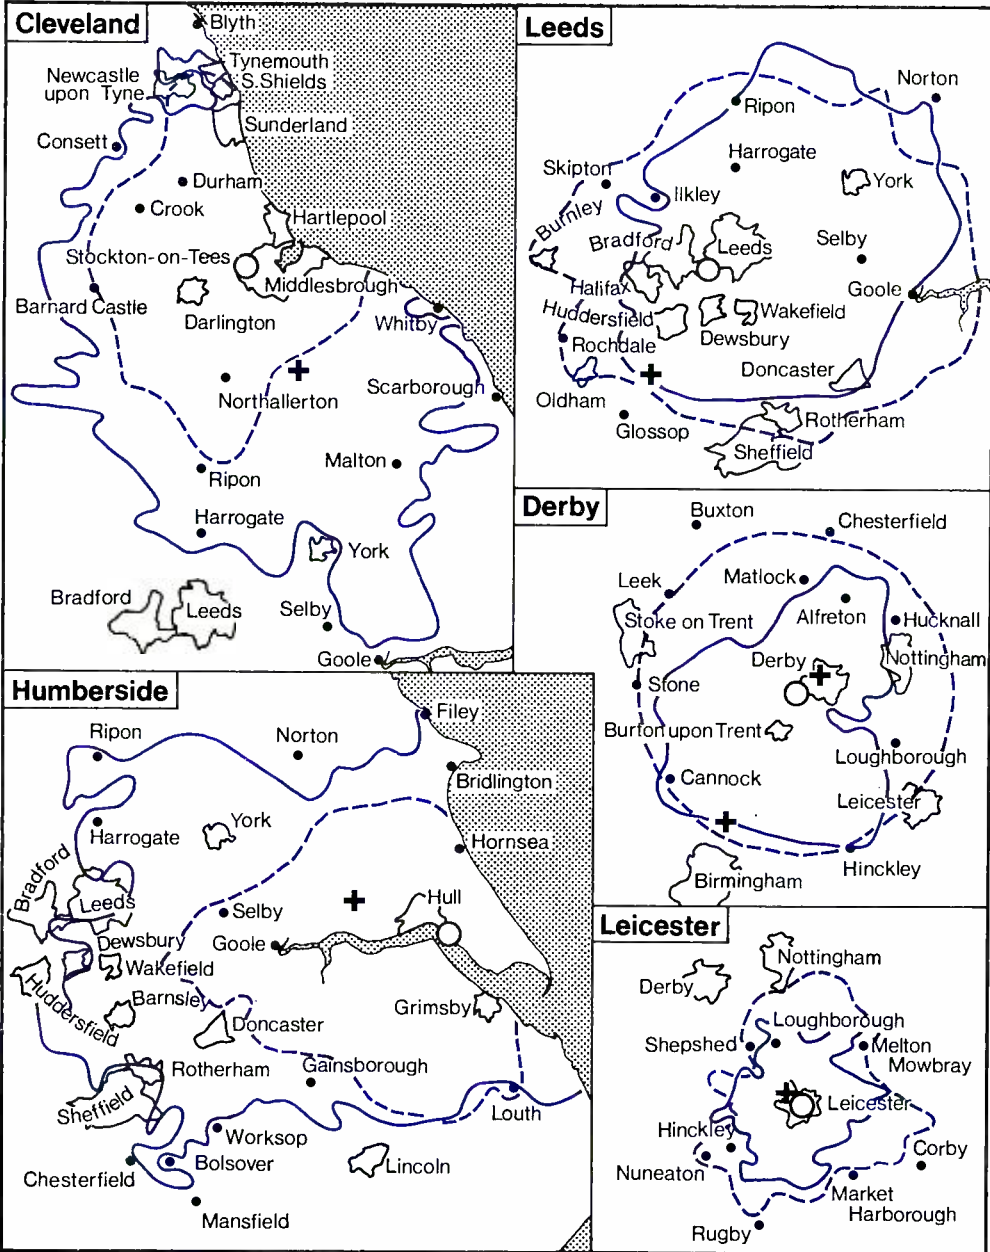 Cleveland
Blyth
Newcastle
upon Tyne
Tynemouth
S.Shields
Sunderland
Consett
Durham
Crook
Hartlepool
Stockton-on-Tees
Middlesbrough
Barnard Castle
Darlington
Whitby
Northallerton
Scarborough
Ripon
Malton
Harrogate
York
Bradford
Leeds
Selby
Goole
Leeds
Ripon
Norton
Harrogate
Skipton
Ilkley
York
Burnley
Bradford
Leeds
Selby
Halifax
Goole
Huddersfield
Wakefield
Rochdale
Dewsbury
Doncaster
Oldham
Glossop
Rotherham
Sheffield
Derby
Buxton
Chesterfield
Leek
Matlock
Stoke on Trent
Alfreton
Hucknall
Derby
Nottingham
Stone
Burton upon Trent
Loughborough
Cannock
Leicester
Hinckley
Birmingham
Humberside
Ripon
Norton
Filey
Bridlington
Harrogate
York
Hornsea
Bradford
Leeds
Selby
Hull
Dewsbury
Goole
Wakefield
Huddersfield
Barnsley
Grimsby
Doncaster
Rotherham
Gainsborough
Sheffield
Louth
Worksop
Chesterfield
Bolsover
Lincoln
Mansfield
Leicester
Nottingham
Derby
Loughborough
Shepshed
Melton
Mowbray
Leicester
Hinckley
Corby
Nuneaton
Market
Harborough
Rugby